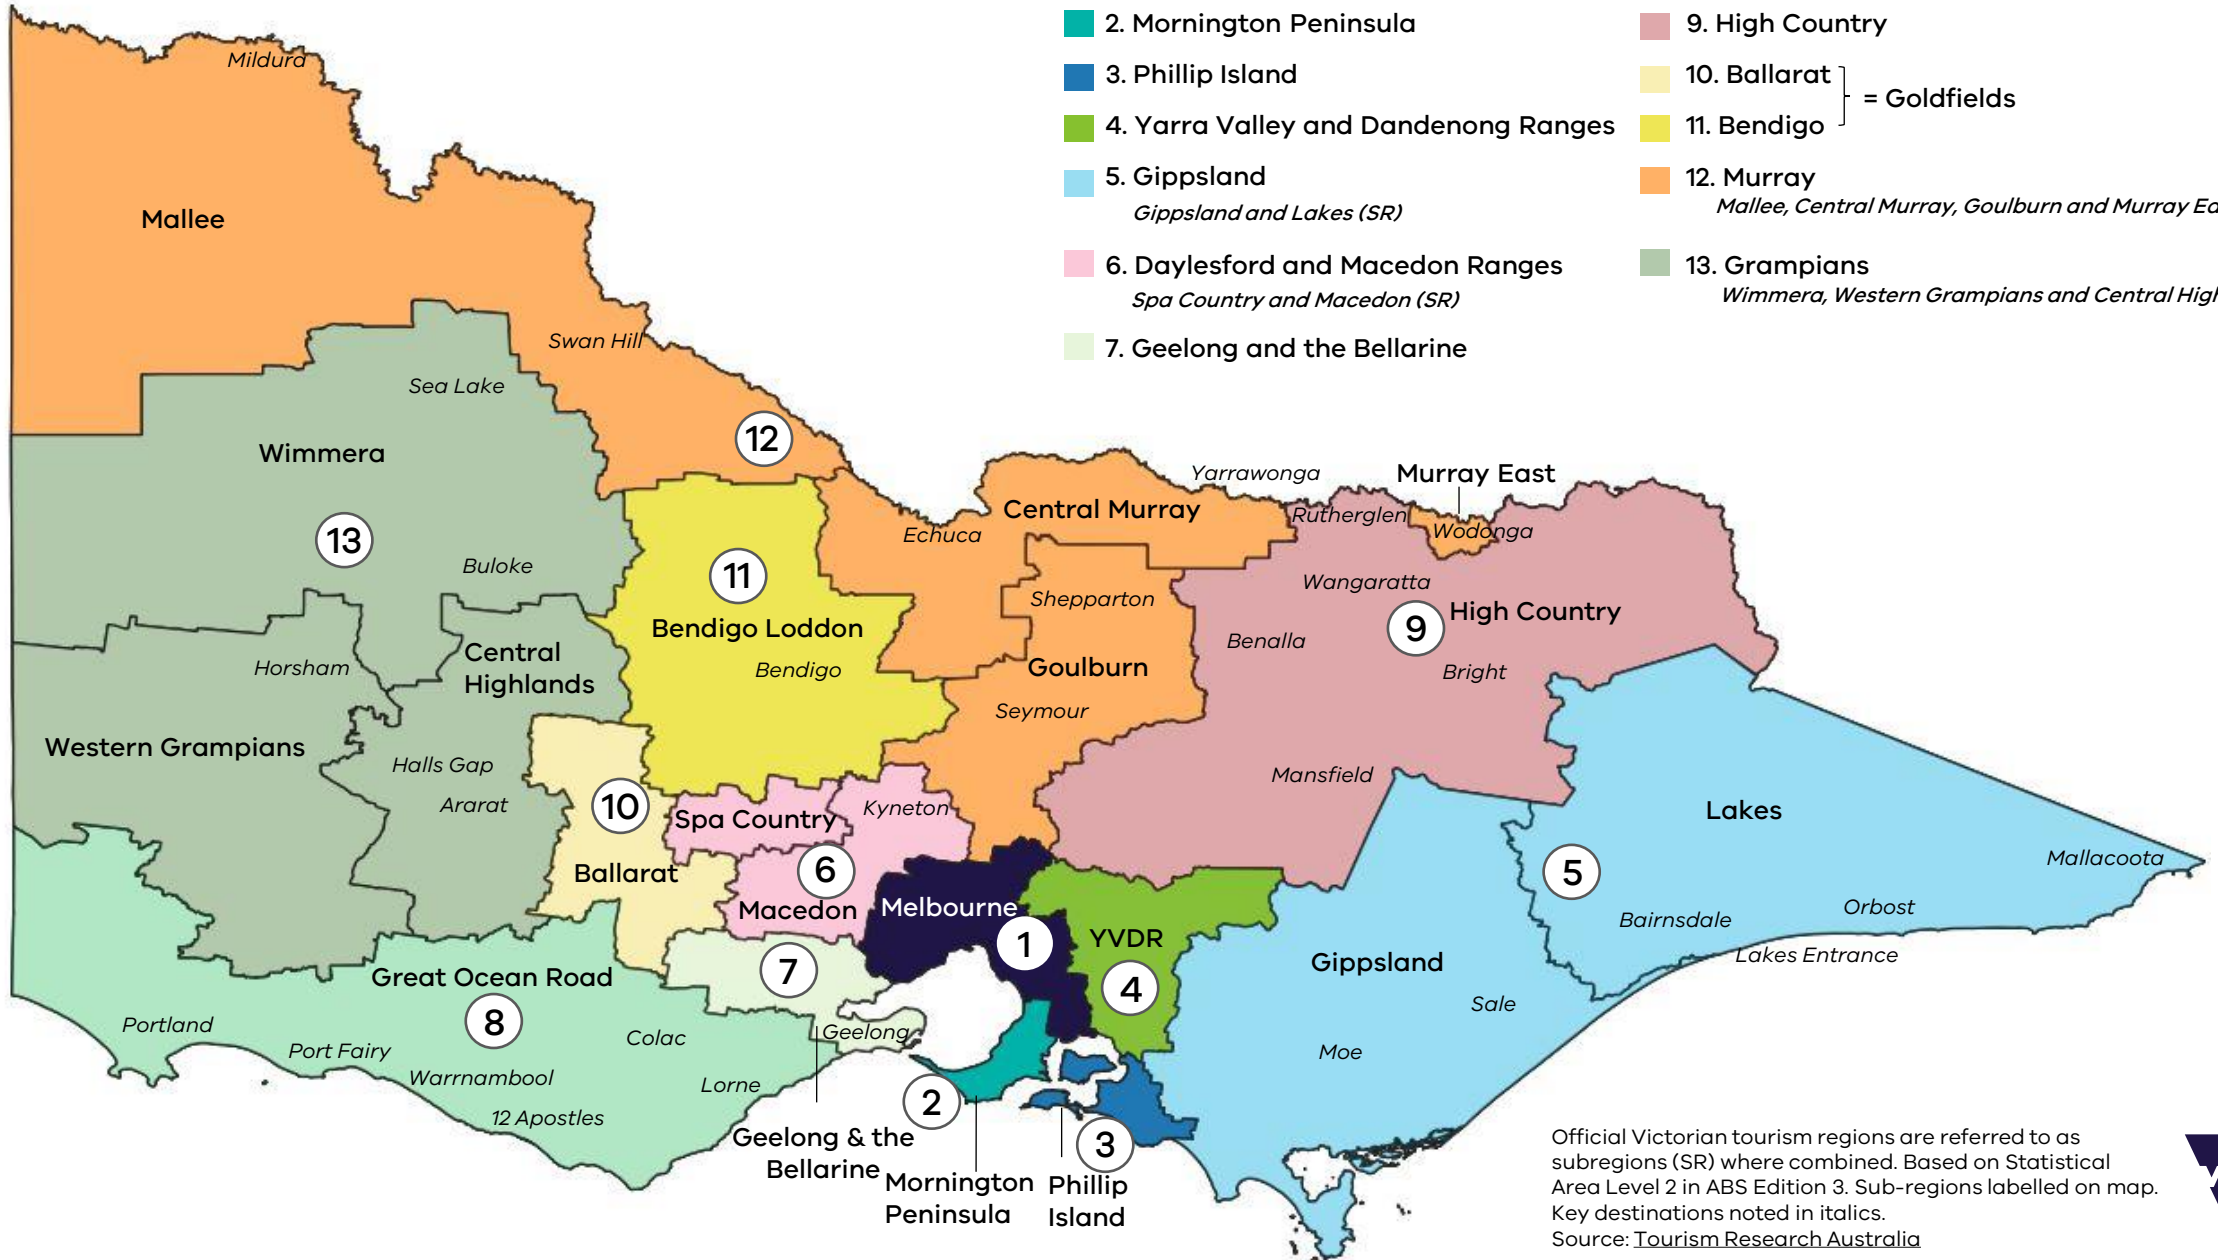 2. Mornington Peninsula
3. Phillip Island
4. Yarra Valley and Dandenong Ranges
5. Gippsland
Gippsland and Lakes (SR)
6. Daylesford and Macedon Ranges
Spa Country and Macedon (SR)
7. Geelong and the Bellarine
9. High Country
10. Ballarat
= Goldfields
11. Bendigo
12. Murray
Mallee, Central Murray, Goulburn and Murray
13. Grampians
Wimmera, Western Grampians and Central
Mildura
Mallee
Swan Hill
Sea Lake
Wimmera
12
13
Buloke
Yarrawonga
Murray East
Central Murray
Echuca
Rutherglen
Wodonga
11
Bendigo Loddon
Bendigo
Shepparton
Wangaratta
9
High Country
Benalla
Bright
Goulburn
Seymour
Mansfield
Central
Highlands
Horsham
Western Grampians
Halls Gap
Ararat
10
Ballarat
Spa Country
Kyneton
6
Macedon
Melbourne
1
YVDR
4
Lakes
5
Mallacoota
Orbost
Bairnsdale
Lakes Entrance
Gippsland
Sale
Moe
Great Ocean Road
8
7
Geelong
Portland
Port Fairy
Colac
Warrnambool
Lorne
12 Apostles
2
3
Geelong & the
Bellarine
Mornington
Peninsula
Phillip
Island
Official Victorian tourism regions are referred to as
subregions (SR) where combined. Based on Statistical
Area Level 2 in ABS Edition 3. Sub-regions labelled on map.
Key destinations noted in italics.
Source: Tourism Research Australia